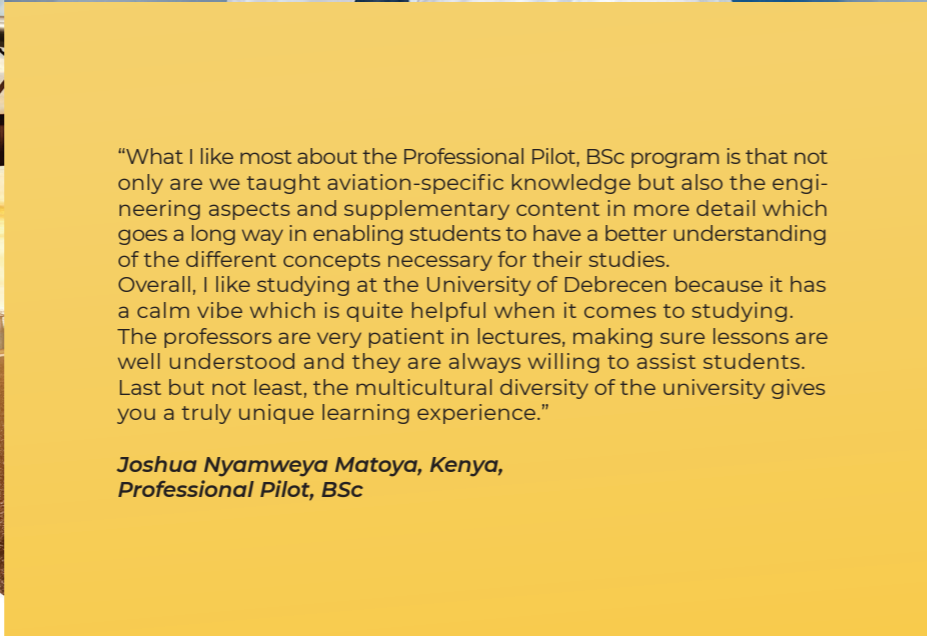 “What I like most about the Professional Pilot, BSc program is that not
only are we taught aviation-specific knowledge but also the engi-
neering aspects and supplementary content in more detail which
goes a long way in enabling students to have a better understanding
of the different concepts necessary for their studies.
Overall, I like studying at the University of Debrecen because it has
a calm vibe which is quite helpful when it comes to studying.
The professors are very patient in lectures, making sure lessons are
well understood and they are always willing to assist students.
Last but not least, the multicultural diversity of the university gives
you a truly unique learning experience.”
Joshua Nyamweya Matoya, Kenya,
Professional Pilot, BSc